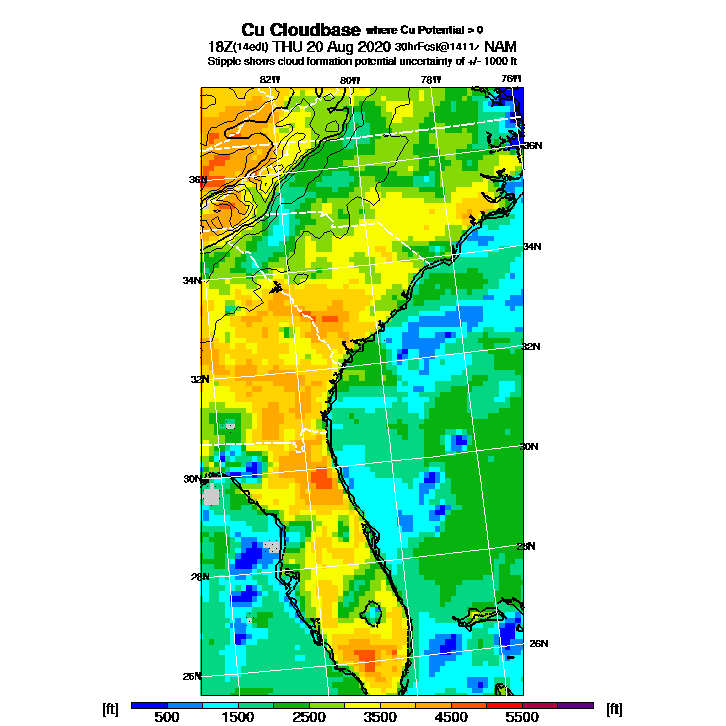 Cu Cloudbase where Cu Potential > 0
18Z(14edt) THU 20 Aug 2020 30hrFcst@1411z NAM
Stipple shows cloud formation potential uncertainty of +/- 1000 ft
82W 80W 78W 76W
36N
36N
34N
34N
32N
32N
30N
30N
28N
28N
26N
26N
[ft] [ft]
500 1500 2500 3500 4500 5500